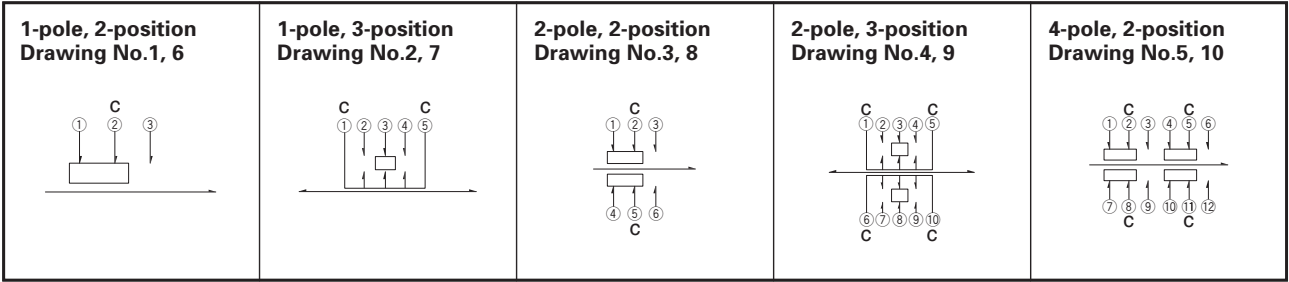 1-pole, 2-position
Drawing No.1, 6
C
① ② ③
1-pole, 3-position
Drawing No.2, 7
C C
① ② ③ ④ ⑤
2-pole, 2-position
Drawing No.3, 8
C
① ② ③
④ ⑤ ⑥
C
2-pole, 3-position
Drawing No.4, 9
C C
① ② ③ ④ ⑤
⑥ ⑦ ⑧ ⑨ ⑩
C C
4-pole, 2-position
Drawing No.5, 10
C C
① ② ③ ④ ⑤ ⑥
⑦ ⑧ ⑨ ⑩ ⑪ ⑫
C C